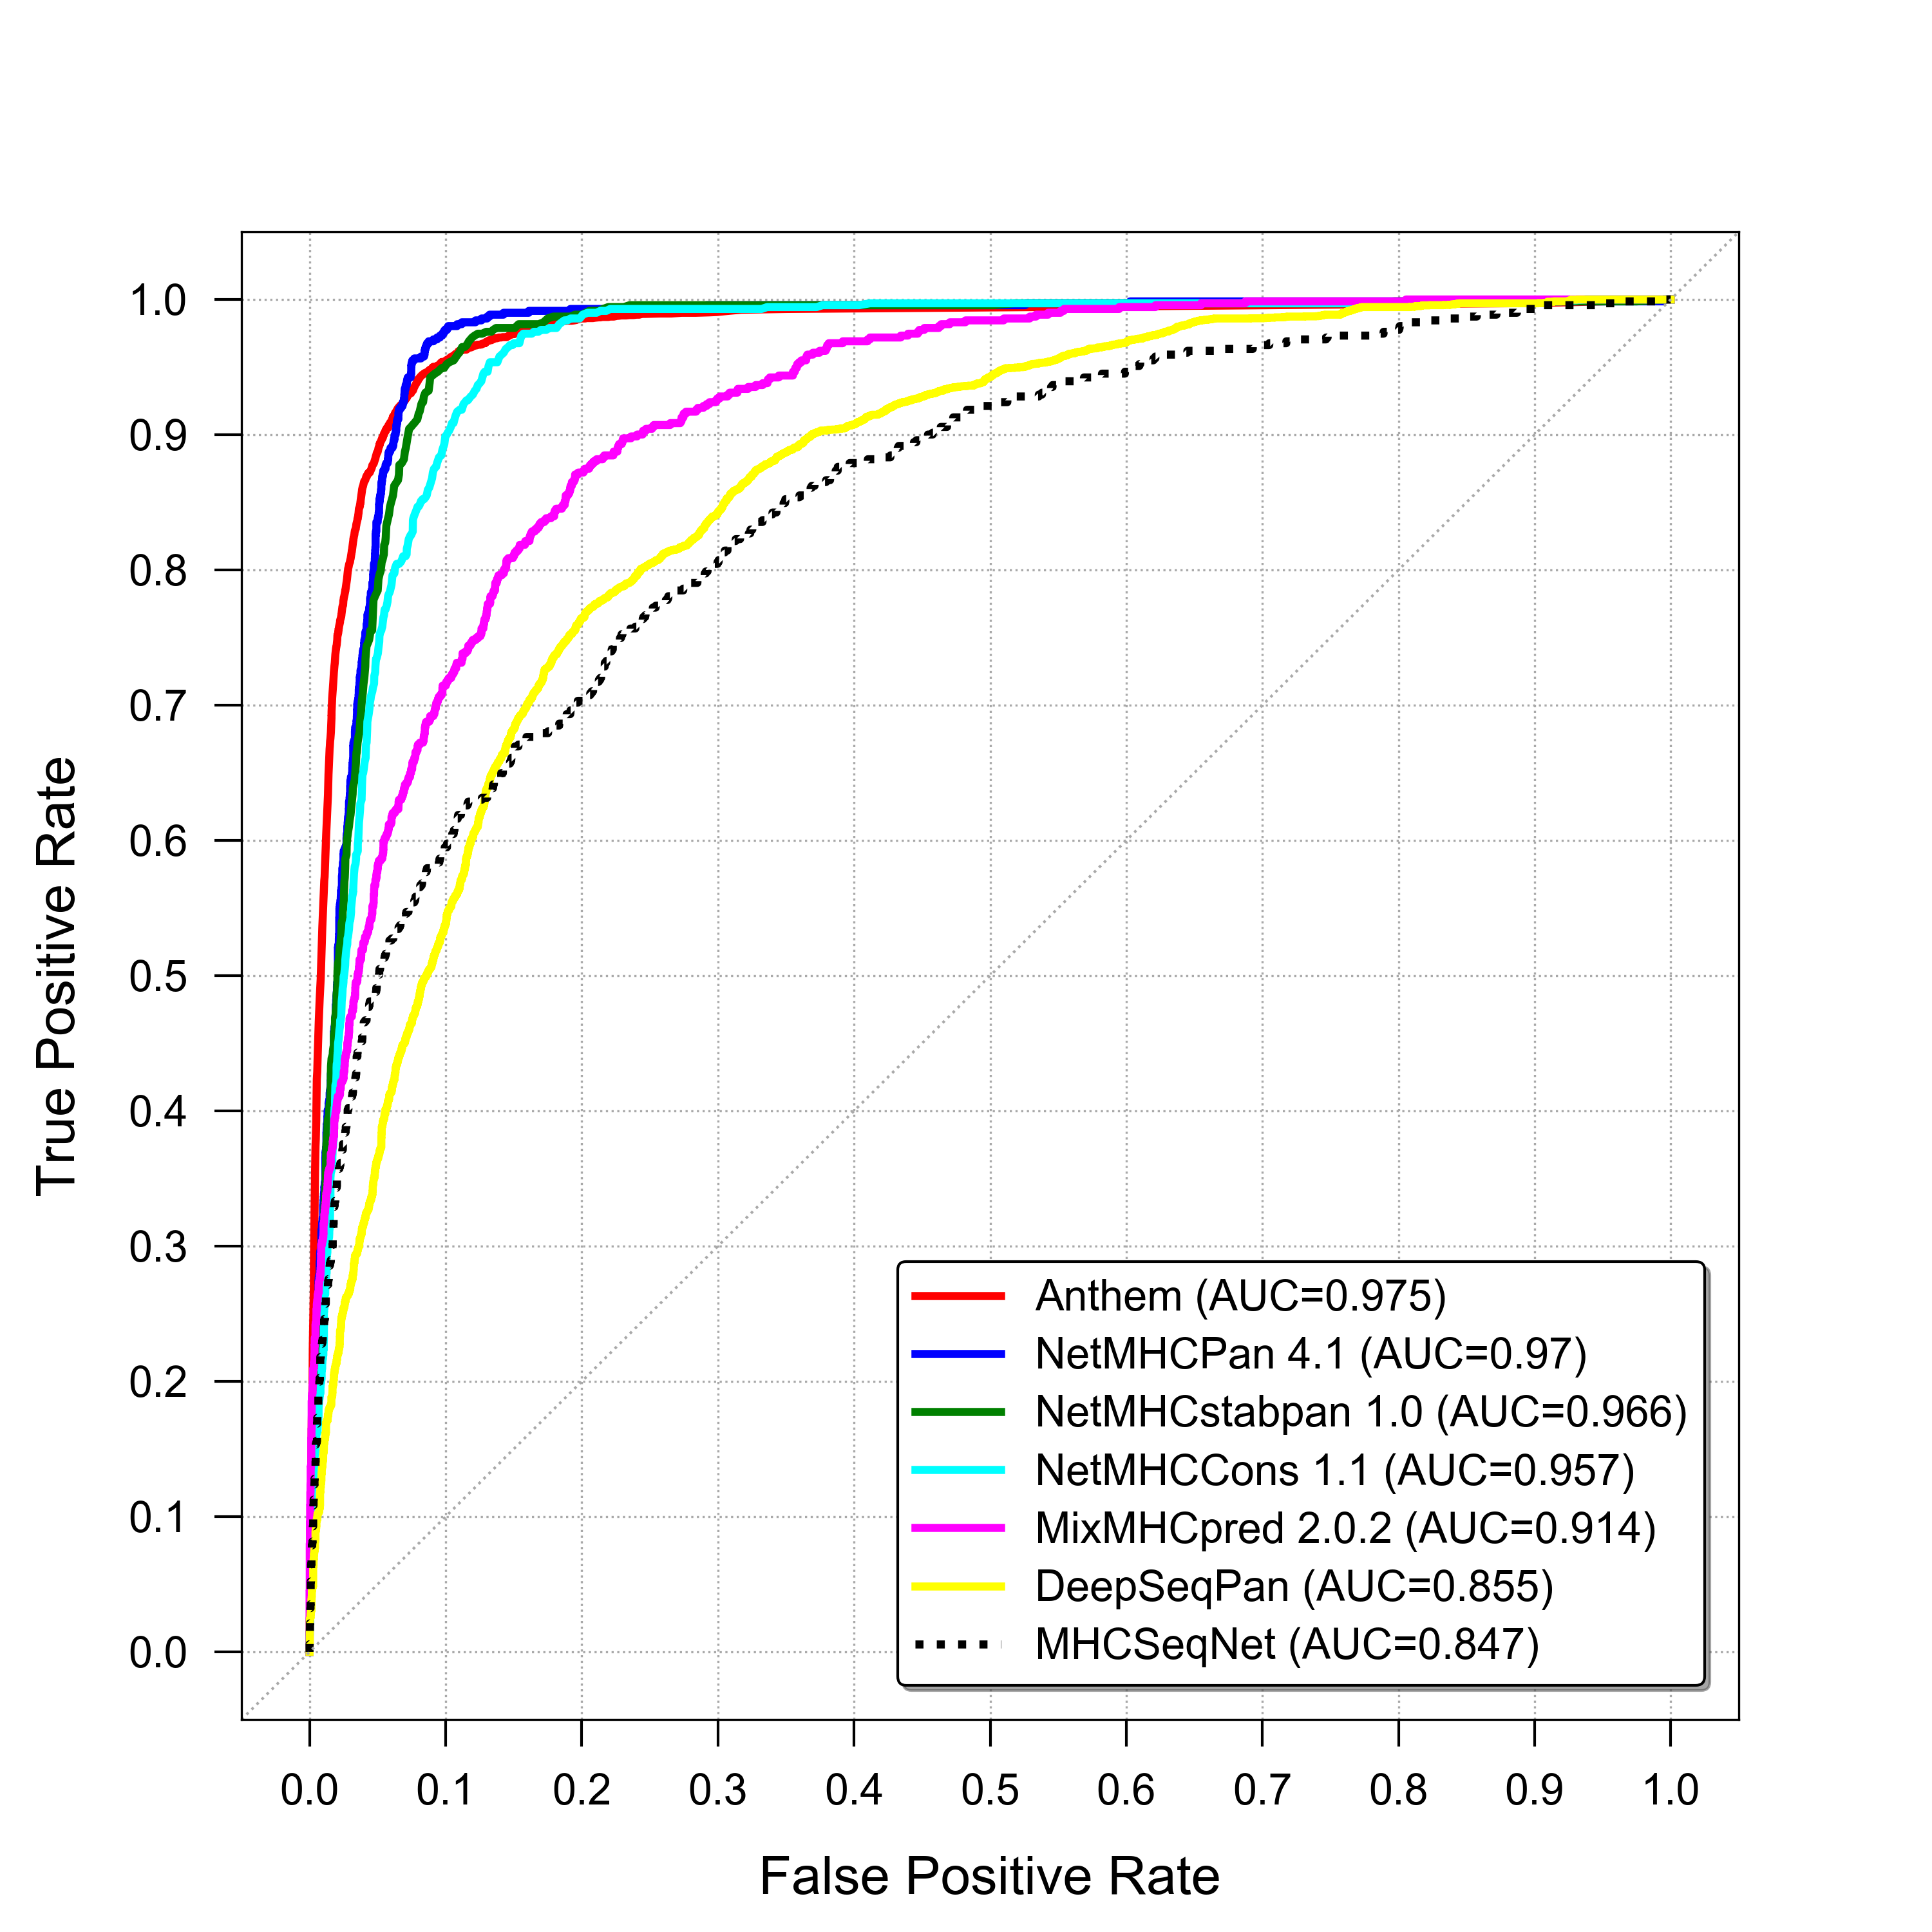 True Positive Rate
1.0
0.9
0.8
0.7
0.6
0.5
0.4
0.3
0.2
0.1
0.0
Anthem (AUC=0.975)
NetMHCPan 4.1 (AUC=0.97)
NetMHCstabpan 1.0 (AUC=0.966)
NetMHCCons 1.1 (AUC=0.957)
MixMHCpred 2.0.2 (AUC=0.914)
DeepSeqPan (AUC=0.855)
MHCSeqNet (AUC=0.847)
0.0 0.1 0.2 0.3 0.4 0.5 0.6 0.7 0.8 0.9 1.0
False Positive Rate